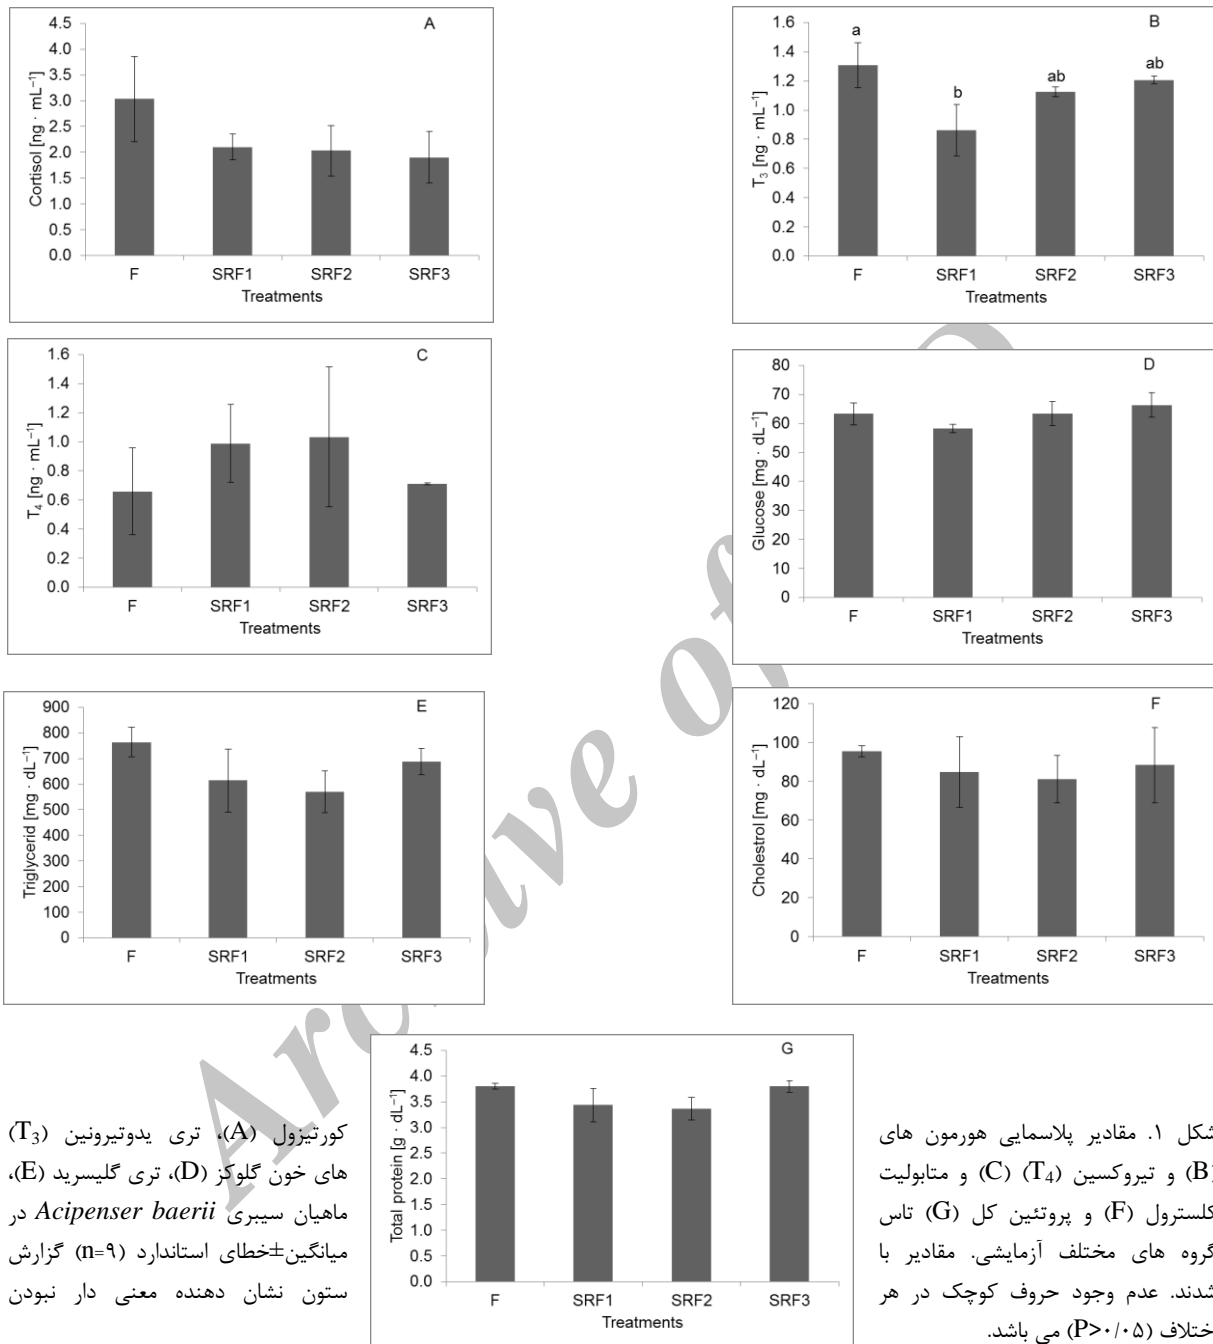 A
Cortisol [ng · mL⁻¹]
4.5
4.0
3.5
3.0
2.5
2.0
1.5
1.0
0.5
0.0
F SRF1 SRF2 SRF3
Treatments
B
T₃ [ng · mL⁻¹]
1.6
1.4
1.2
1.0
0.8
0.6
0.4
0.2
0.0
a b ab ab
F SRF1 SRF2 SRF3
Treatments
C
T₄ [ng · mL⁻¹]
1.6
1.4
1.2
1.0
0.8
0.6
0.4
0.2
0.0
F SRF1 SRF2 SRF3
Treatments
D
Glucose [mg · dL⁻¹]
80
70
60
50
40
30
20
10
0
F SRF1 SRF2 SRF3
Treatments
E
Triglycerid [mg · dL⁻¹]
900
800
700
600
500
400
300
200
100
0
F SRF1 SRF2 SRF3
Treatments
F
Cholestrol [mg · dL⁻¹]
120
100
80
60
40
20
0
F SRF1 SRF2 SRF3
Treatments
G
Total protein [g · dL⁻¹]
4.5
4.0
3.5
3.0
2.5
2.0
1.5
1.0
0.5
0.0
F SRF1 SRF2 SRF3
Treatments
شکل ۱. مقادیر پلاسمایی هورمون های کورتیزول (A)، تری یدوتیرونین (T₃)
(B) و تیروکسین (T₄) (C) و متابولیت های خون گلوکز (D)، تری گلیسرید (E)،
کلسترول (F) و پروتئین کل (G) تاس ماهیان سیبری Acipenser baerii در
گروه های مختلف آزمایشی. مقادیر با میانگین±خطای استاندارد (n=۹) گزارش
شدند. عدم وجود حروف کوچک در هر ستون نشان دهنده معنی دار نبودن
اختلاف (P>۰/۰۵) می باشد.